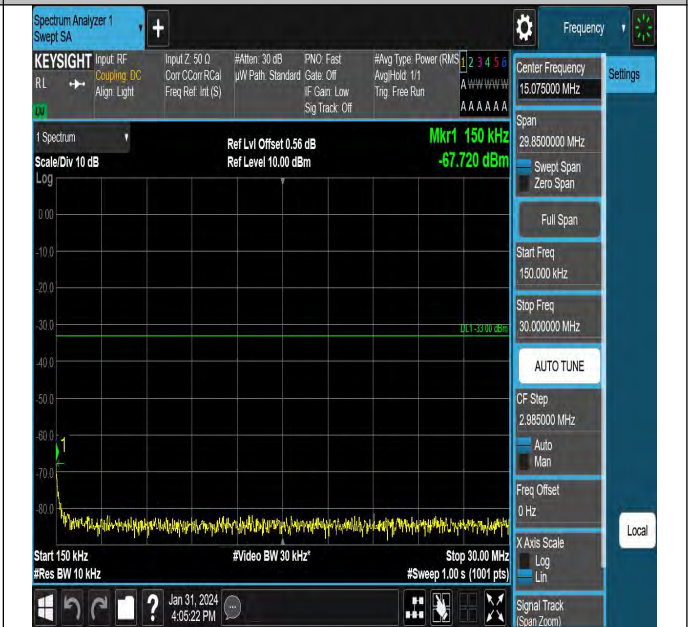 Spectrum Analyzer 1
Swept SA
+
Frequency
KEYSIGHT
RL
Input: RF
Coupling: DC
Align: Light
Input Z: 50 Ω
Corr CCorr RCal
Freq Ref: Int (S)
#Atten: 30 dB
µW Path: Standard
PNO: Fast
Gate: Off
IF Gain: Low
Sig Track: Off
#Avg Type: Power (RMS
Avg|Hold: 1/1
Trig: Free Run
1 2 3 4 5 6
A W W W W W
A A A A A A
Settings
Center Frequency
15.075000 MHz
Span
29.8500000 MHz
Swept Span
Zero Span
Full Span
Start Freq
150.000 kHz
Stop Freq
30.000000 MHz
AUTO TUNE
CF Step
2.985000 MHz
Auto
Man
Freq Offset
0 Hz
X Axis Scale
Log
Lin
Signal Track
(Span Zoom)
Local
1 Spectrum
Scale/Div 10 dB
Log
Ref Lvl Offset 0.56 dB
Ref Level 10.00 dBm
Mkr1 150 kHz
-67.720 dBm
0.00
-10.0
-20.0
-30.0
DL1 -33.00 dBm
-40.0
-50.0
-60.0
1
-70.0
-80.0
Start 150 kHz
#Video BW 30 kHz*
Stop 30.00 MHz
#Res BW 10 kHz
#Sweep 1.00 s (1001 pts)
?
Jan 31, 2024
4:05:22 PM